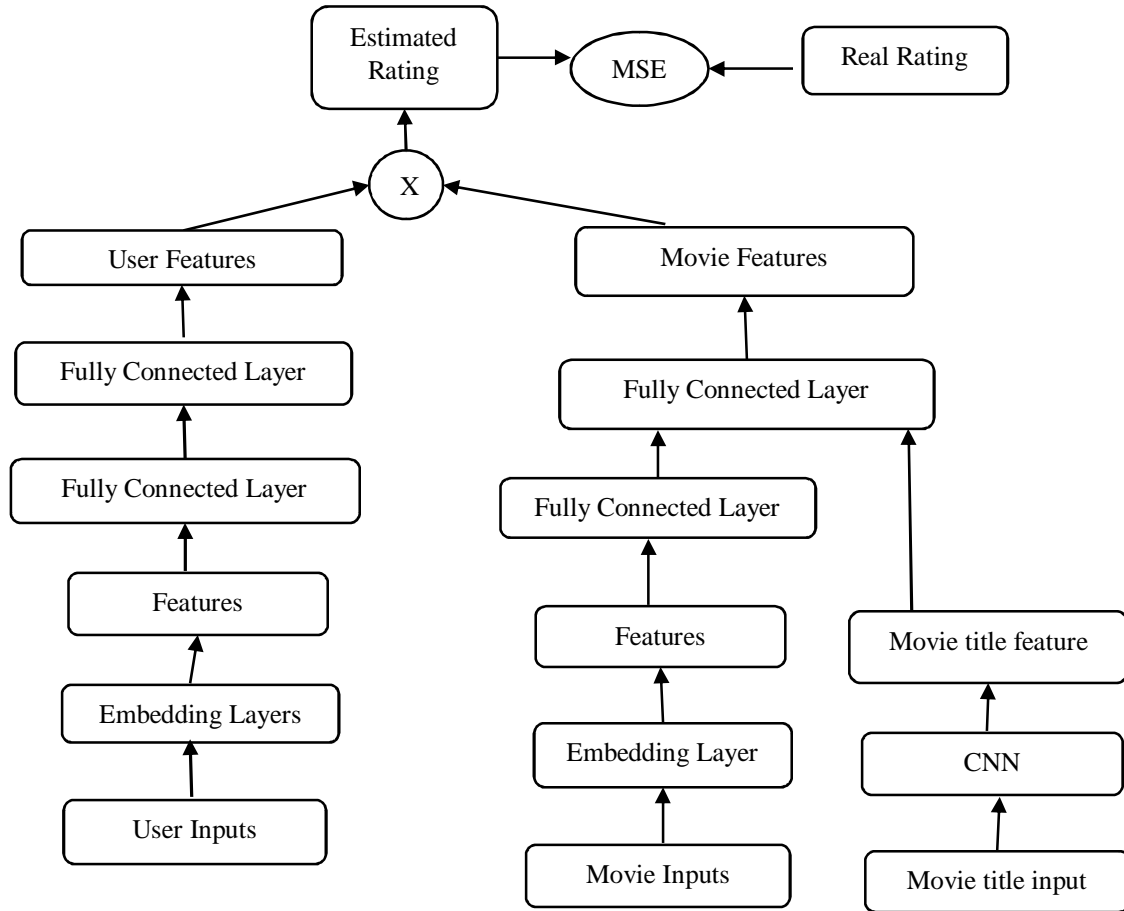 Estimated
Rating
MSE
Real Rating
X
User Features
Movie Features
Fully Connected Layer
Fully Connected Layer
Fully Connected Layer
Fully Connected Layer
Features
Features
Movie title feature
Embedding Layers
Embedding Layer
CNN
User Inputs
Movie Inputs
Movie title input